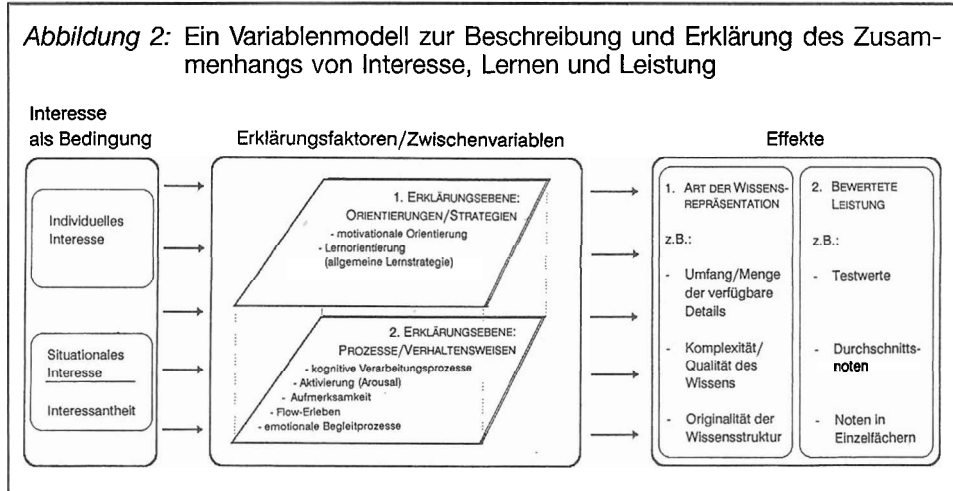 Abbildung 2: Ein Variablenmodell zur Beschreibung und Erklärung des Zusam-
menhangs von Interesse, Lernen und Leistung
Interesse
als Bedingung
Erklärungsfaktoren/Zwischenvariablen
Effekte
Individuelles
Interesse
Situationales
Interesse
Interessantheit
1. ERKLÄRUNGSEBENE:
ORIENTIERUNGEN/STRATEGIEN
- motivationale Orientierung
- Lernorientierung
(allgemeine Lernstrategie)
2. ERKLÄRUNGSEBENE:
PROZESSE/VERHALTENSWEISEN
- kognitive Verarbeitungsprozesse
- Aktivierung (Arousal)
- Aufmerksamkeit
- Flow-Erleben
- emotionale Begleitprozesse
1. ART DER WISSENS-
REPRÄSENTATION
z.B.:
- Umfang/Menge
der verfügbare
Details
- Komplexität/
Qualität des
Wissens
- Originalität der
Wissensstruktur
2. BEWERTETE
LEISTUNG
z.B.:
- Testwerte
- Durchschnitts-
noten
- Noten in
Einzelfächern